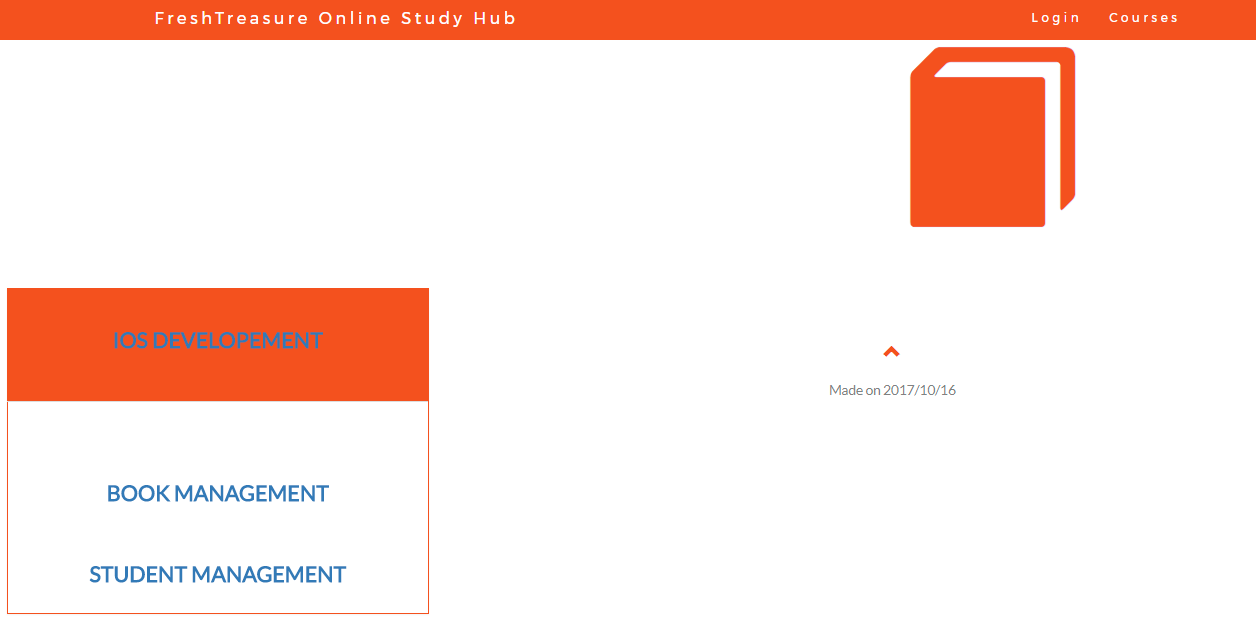 FreshTreasure Online Study Hub
Login Courses
IOS DEVELOPEMENT
Made on 2017/10/16
BOOK MANAGEMENT
STUDENT MANAGEMENT